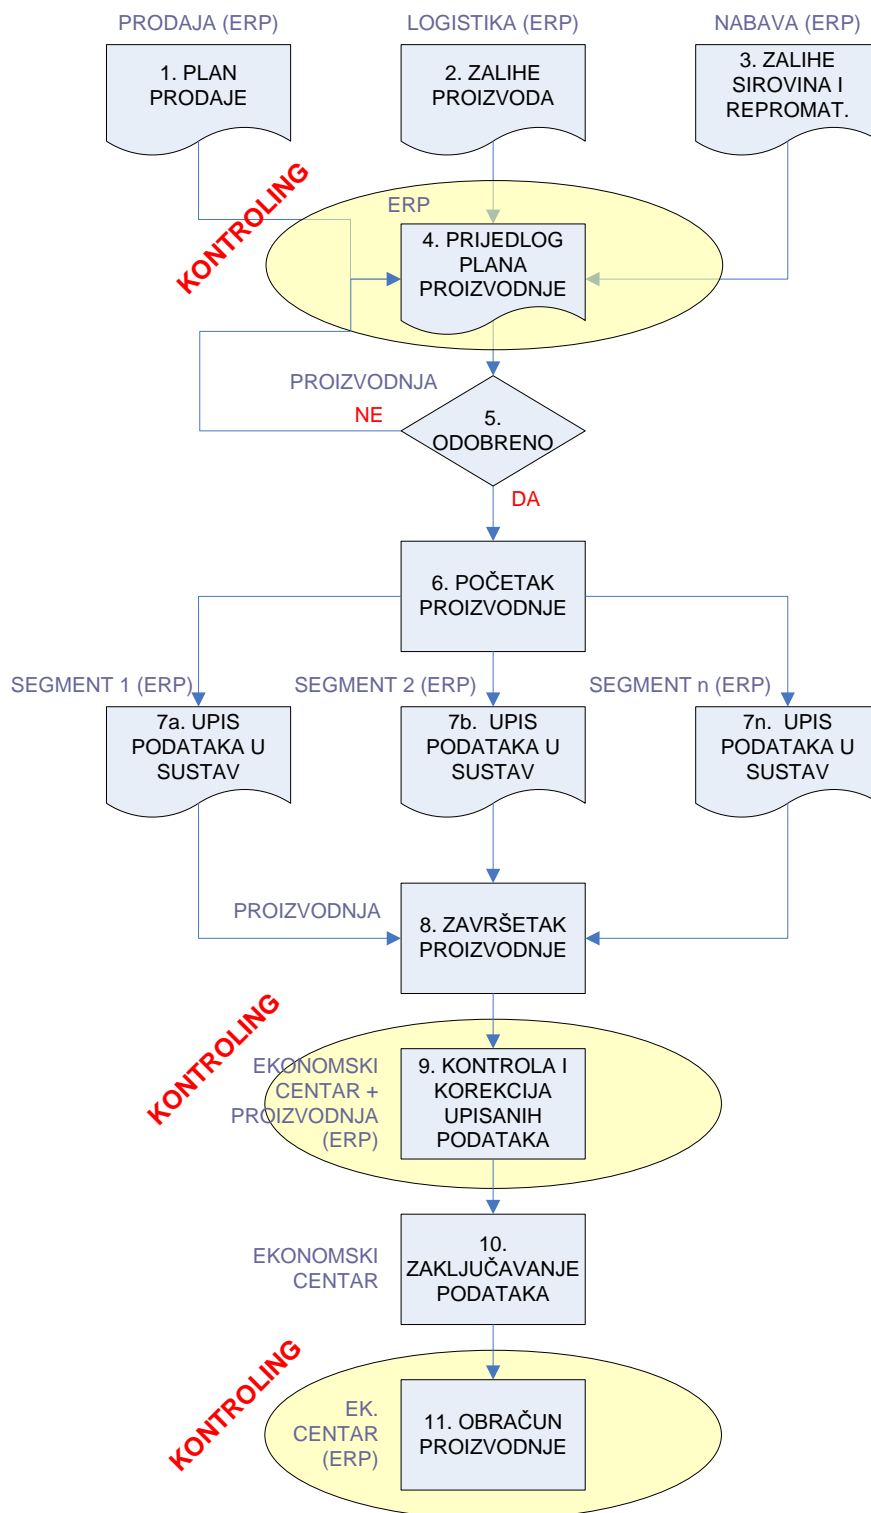 PRODAJA (ERP)
LOGISTIKA (ERP)
NABAVA (ERP)
1. PLAN
PRODAJE
2. ZALIHE
PROIZVODA
3. ZALIHE
SIROVINA I
REPROMAT.
KONTROLING
ERP
4. PRIJEDLOG
PLANA
PROIZVODNJE
PROIZVODNJA
NE
5.
ODOBRENO
DA
6. POČETAK
PROIZVODNJE
SEGMENT 1 (ERP)
SEGMENT 2 (ERP)
SEGMENT n (ERP)
7a. UPIS
PODATAKA U
SUSTAV
7b. UPIS
PODATAKA U
SUSTAV
7n. UPIS
PODATAKA U
SUSTAV
PROIZVODNJA
8. ZAVRŠETAK
PROIZVODNJE
KONTROLING
EKONOMSKI
CENTAR +
PROIZVODNJA
(ERP)
9. KONTROLA I
KOREKCIJA
UPISANIH
PODATAKA
EKONOMSKI
CENTAR
10.
ZAKLJUČAVANJE
PODATAKA
KONTROLING
EK.
CENTAR
(ERP)
11. OBRAČUN
PROIZVODNJE